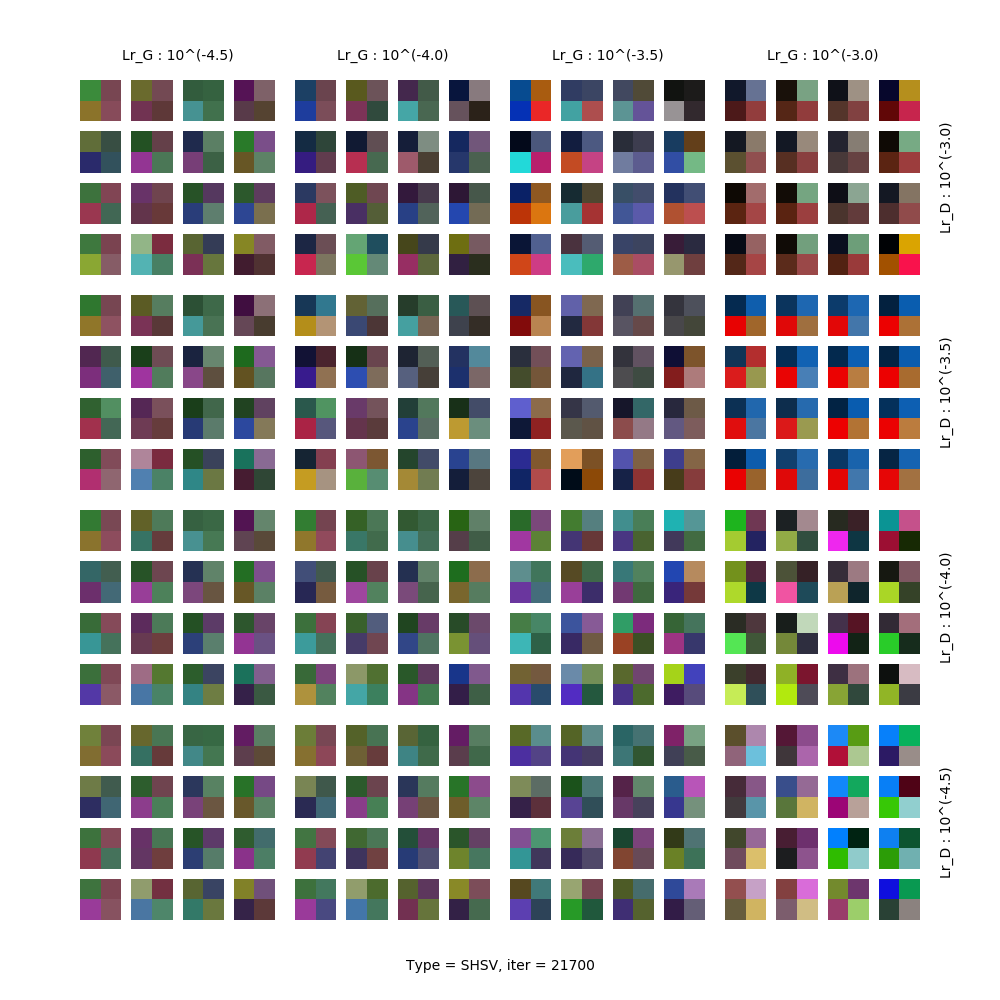 Lr_G : 10^(-4.5)
Lr_G : 10^(-4.0)
Lr_G : 10^(-3.5)
Lr_G : 10^(-3.0)
Lr_D : 10^(-3.0)
Lr_D : 10^(-3.5)
Lr_D : 10^(-4.0)
Lr_D : 10^(-4.5)
Type = SHSV, iter = 21700